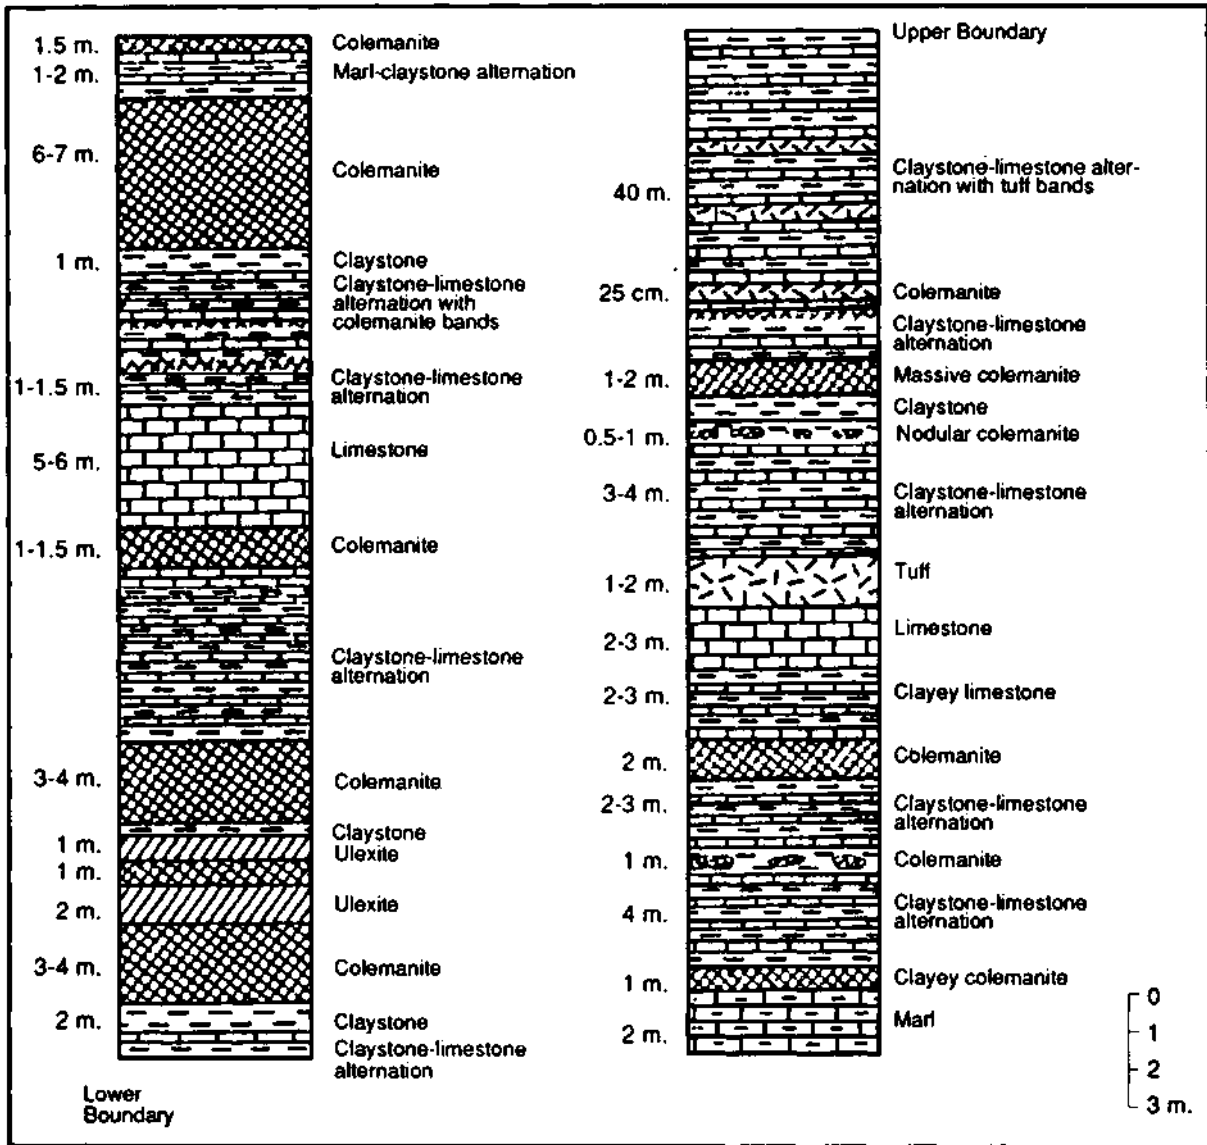 1.5 m.
Colemanite
1-2 m.
Marl-claystone alternation
6-7 m.
Colemanite
1 m.
Claystone
Claystone-limestone
alternation with
colemanite bands
1-1.5 m.
Claystone-limestone
alternation
5-6 m.
Limestone
1-1.5 m.
Colemanite
Claystone-limestone
alternation
3-4 m.
Colemanite
Claystone
1 m.
Ulexite
1 m.
2 m.
Ulexite
3-4 m.
Colemanite
2 m.
Claystone
Claystone-limestone
alternation
Lower
Boundary
Upper Boundary
40 m.
Claystone-limestone alter-
nation with tuff bands
25 cm.
Colemanite
Claystone-limestone
alternation
1-2 m.
Massive colemanite
Claystone
0.5-1 m.
Nodular colemanite
3-4 m.
Claystone-limestone
alternation
1-2 m.
Tuff
2-3 m.
Limestone
2-3 m.
Clayey limestone
2 m.
Colemanite
2-3 m.
Claystone-limestone
alternation
1 m.
Colemanite
4 m.
Claystone-limestone
alternation
1 m.
Clayey colemanite
2 m.
Marl
0
1
2
3 m.